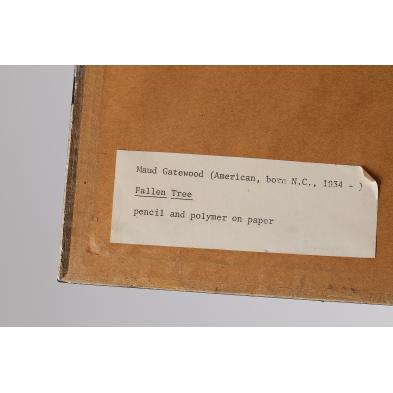 Maud Gatewood (American, born N.C., 1934 - )
Fallen Tree
pencil and polymer on paper